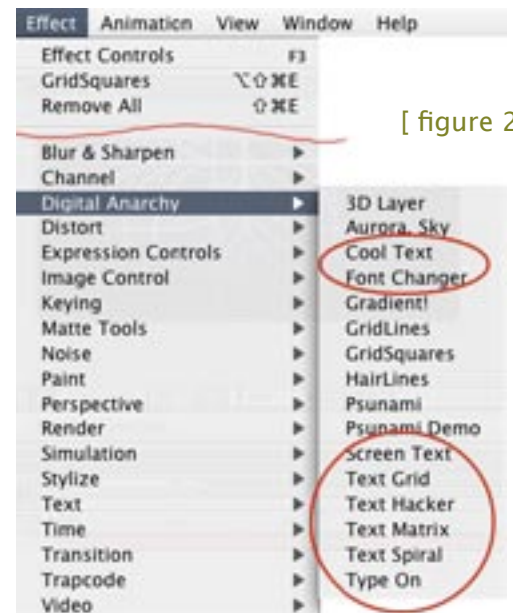 Effect Animation View Window Help
Effect Controls F3
GridSquares ⌥⇧⌘E
Remove All ⇧⌘E
[ figure 2
Blur & Sharpen
Channel
Digital Anarchy
Distort
Expression Controls
Image Control
Keying
Matte Tools
Noise
Paint
Perspective
Render
Simulation
Stylize
Text
Time
Transition
Trapcode
Video
3D Layer
Aurora, Sky
Cool Text
Font Changer
Gradient!
GridLines
GridSquares
HairLines
Psunami
Psunami Demo
Screen Text
Text Grid
Text Hacker
Text Matrix
Text Spiral
Type On